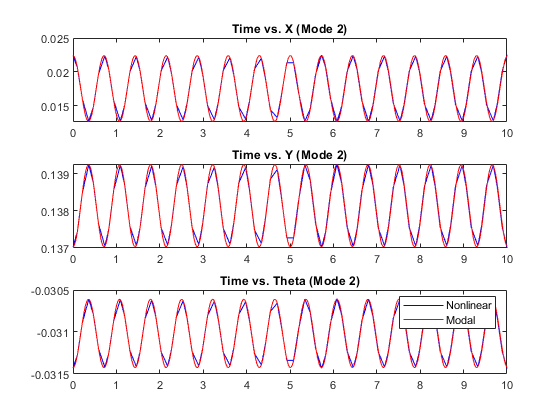 Time vs. X (Mode 2)
0.025
0.02
0.015
0 1 2 3 4 5 6 7 8 9 10
Time vs. Y (Mode 2)
0.139
0.138
0.137
0 1 2 3 4 5 6 7 8 9 10
Time vs. Theta (Mode 2)
-0.0305
-0.031
-0.0315
Nonlinear
Modal
0 1 2 3 4 5 6 7 8 9 10